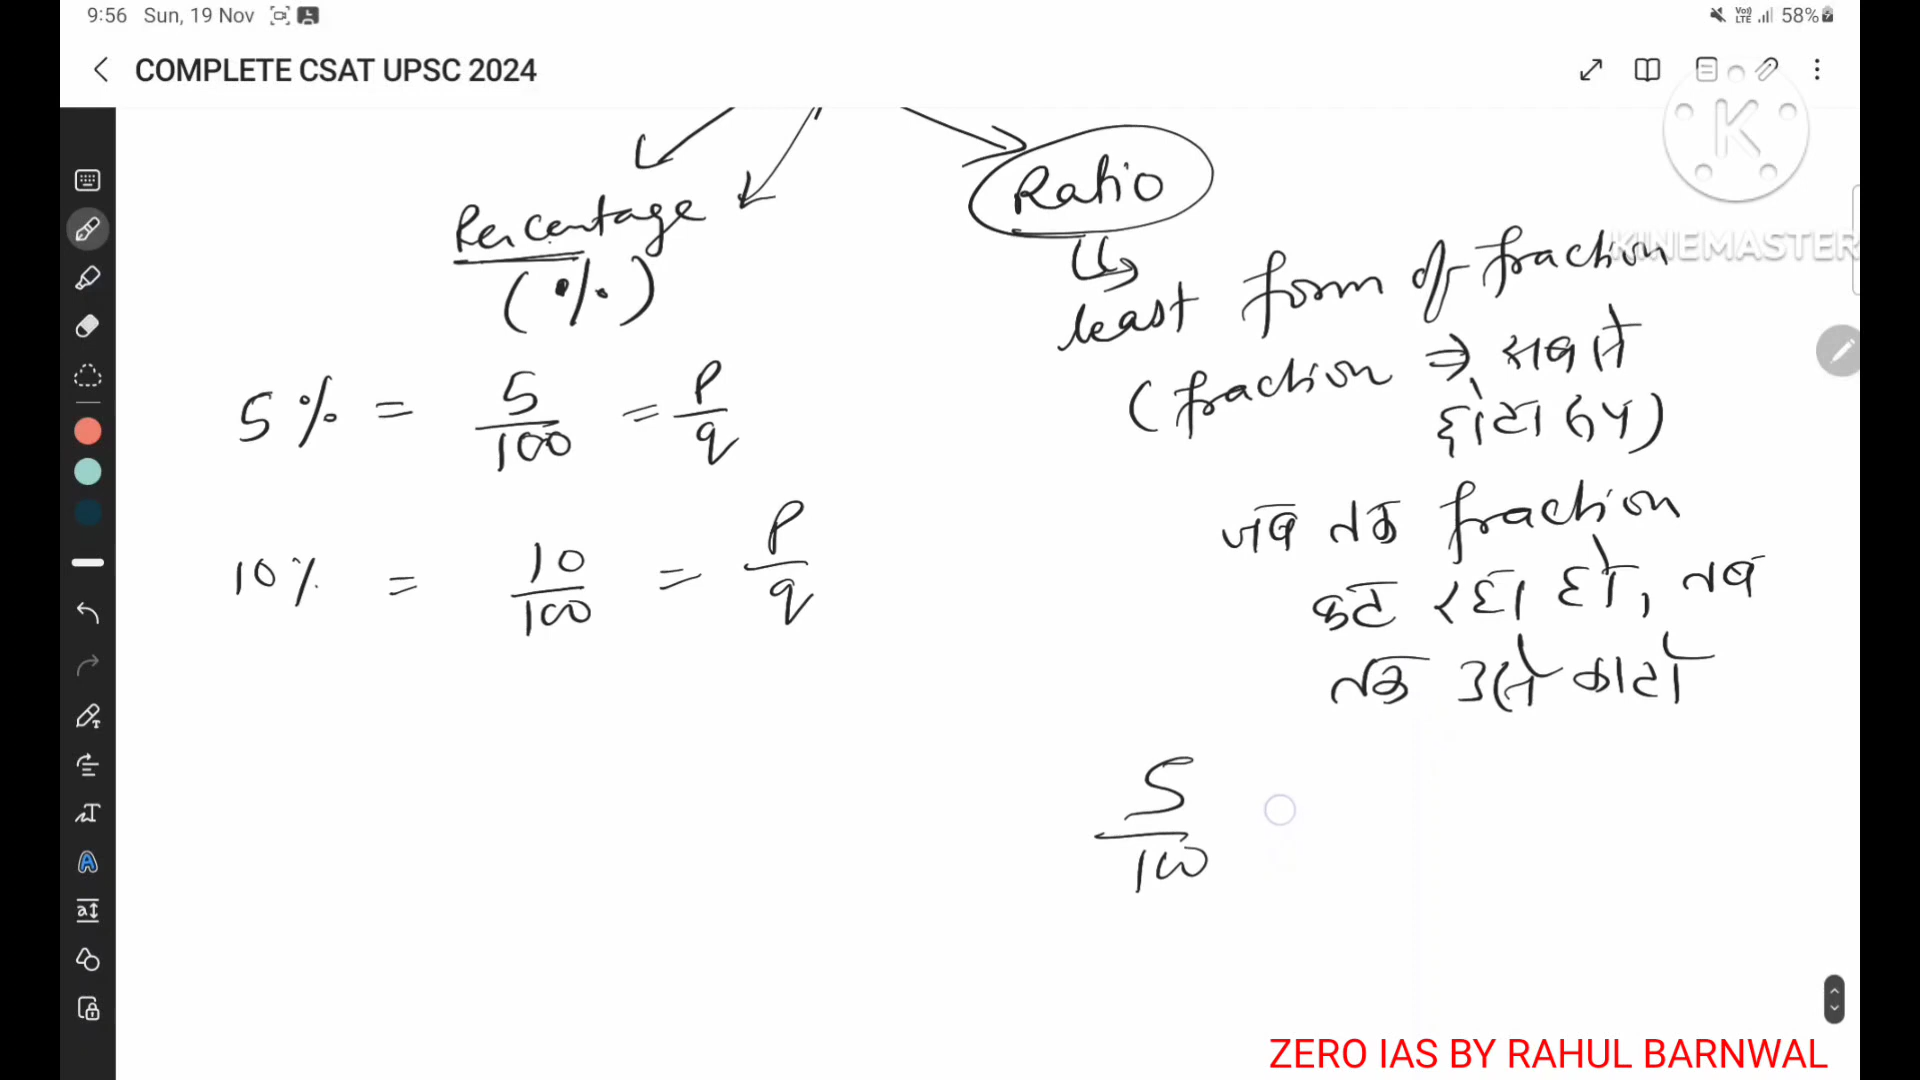 9:56 Sun, 19 Nov
58%
COMPLETE CSAT UPSC 2024
K
KINEMASTER
Percentage
(%)
5% = 5/100 = P/q
10% = 10/100 = P/q
Ratio
least form of fraction
(fraction ⇒ सबसे
छोटा रूप)
जब तक fraction
कट रहा हो, तब
तक उसे काटो
5/100
ZERO IAS BY RAHUL BARNWAL